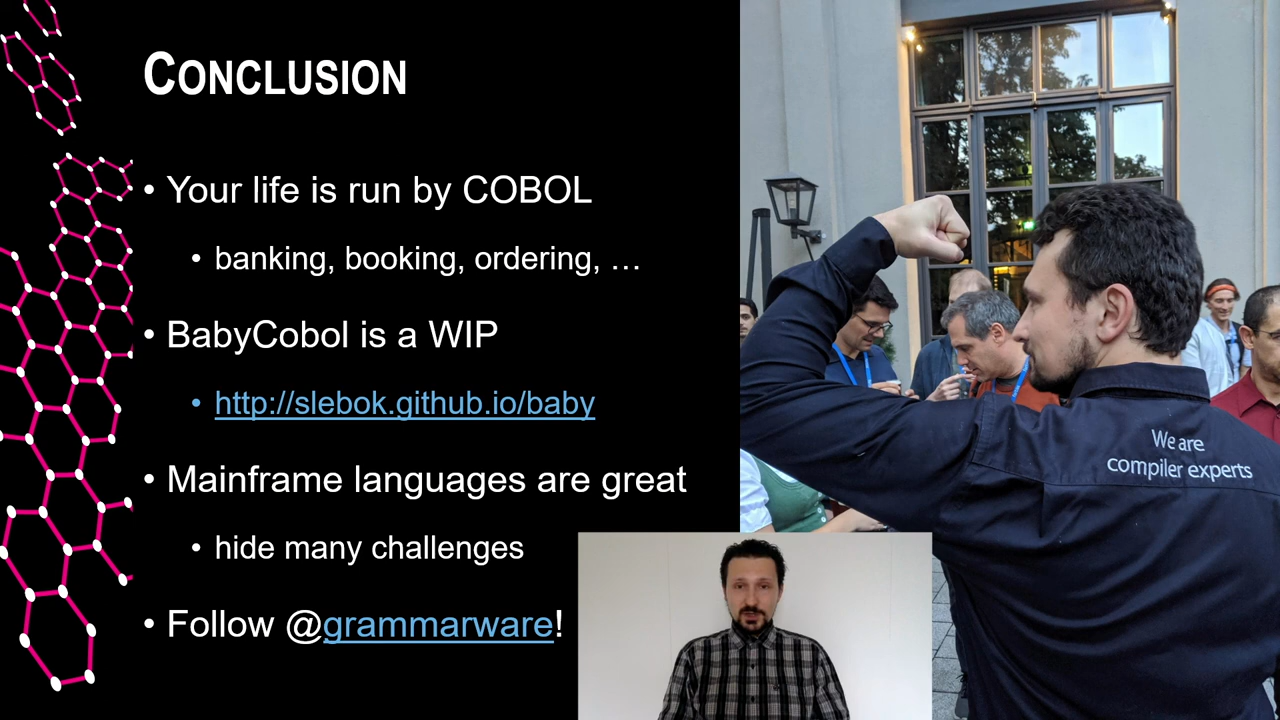 CONCLUSION
• Your life is run by COBOL
• banking, booking, ordering, …
• BabyCobol is a WIP
• http://slebok.github.io/baby
• Mainframe languages are great
• hide many challenges
• Follow @grammarware!
We are
compiler experts